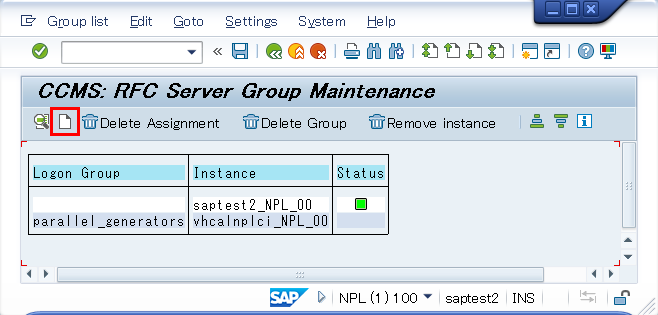 Group list Edit Goto Settings System Help
«
CCMS: RFC Server Group Maintenance
Delete Assignment Delete Group Remove instance
Logon Group Instance Status
saptest2_NPL_00
parallel_generators vhcalnplci_NPL_00
SAP NPL (1) 100 saptest2 INS